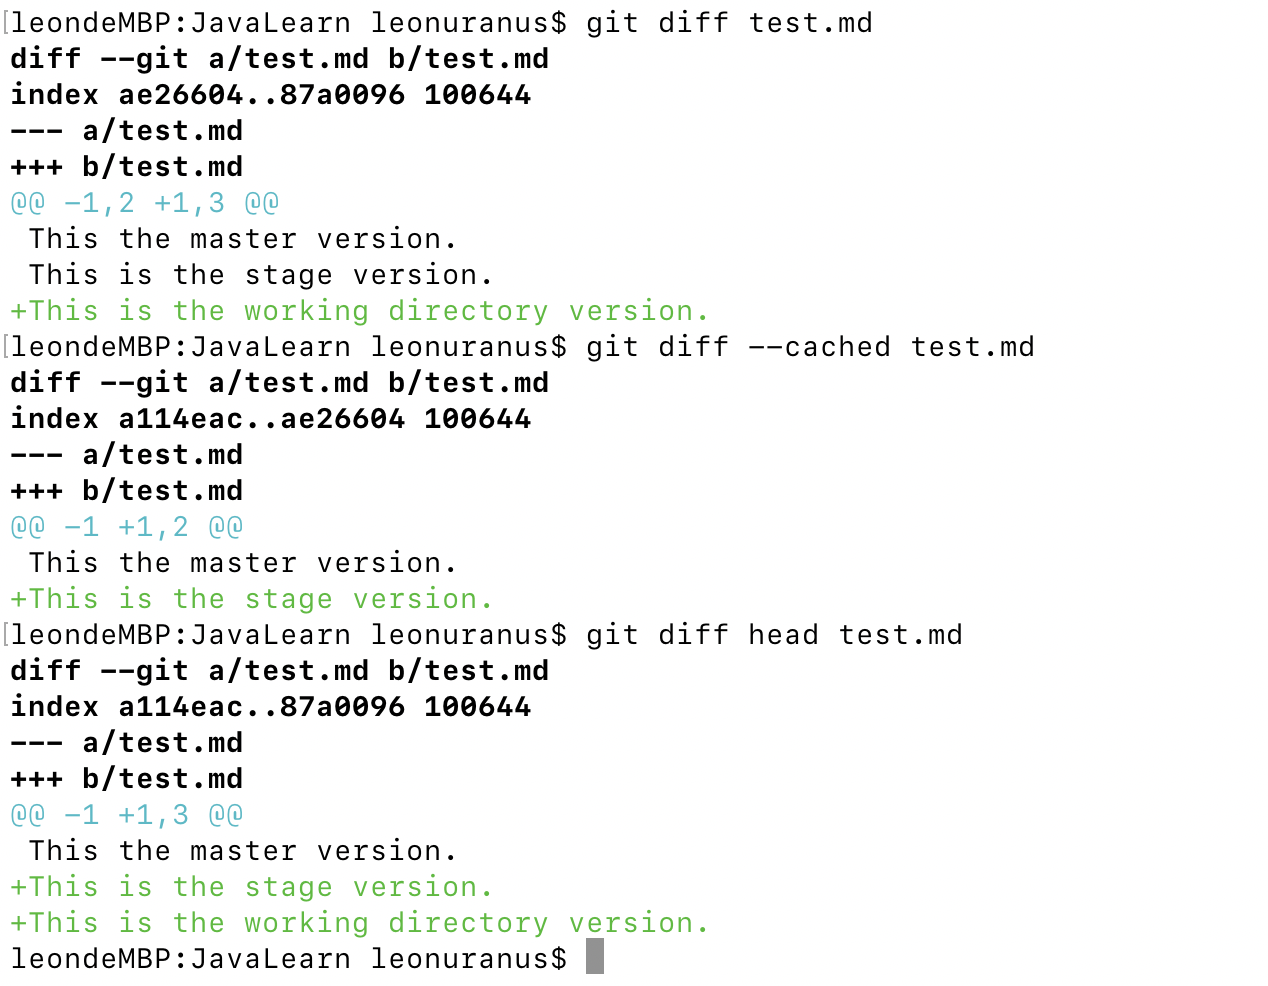 leondeMBP:JavaLearn leonuranus$ git diff test.md
diff --git a/test.md b/test.md
index ae26604..87a0096 100644
--- a/test.md
+++ b/test.md
@@ -1,2 +1,3 @@
 This the master version.
 This is the stage version.
+This is the working directory version.
leondeMBP:JavaLearn leonuranus$ git diff --cached test.md
diff --git a/test.md b/test.md
index a114eac..ae26604 100644
--- a/test.md
+++ b/test.md
@@ -1 +1,2 @@
 This the master version.
+This is the stage version.
leondeMBP:JavaLearn leonuranus$ git diff head test.md
diff --git a/test.md b/test.md
index a114eac..87a0096 100644
--- a/test.md
+++ b/test.md
@@ -1 +1,3 @@
 This the master version.
+This is the stage version.
+This is the working directory version.
leondeMBP:JavaLearn leonuranus$